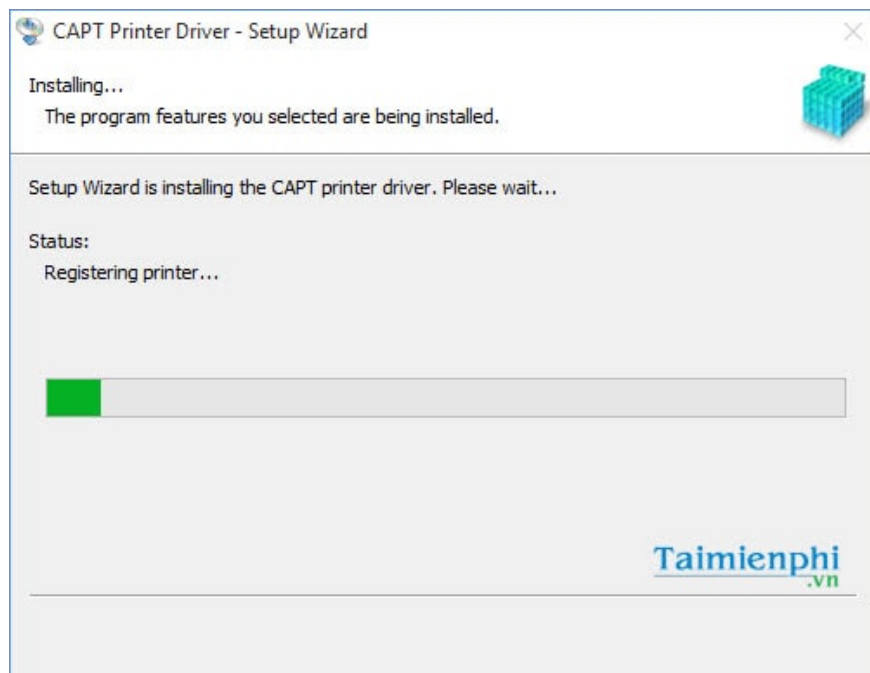 CAPT Printer Driver - Setup Wizard
Installing...
The program features you selected are being installed.
Setup Wizard is installing the CAPT printer driver. Please wait...
Status:
Registering printer...
Taimienphi
.vn